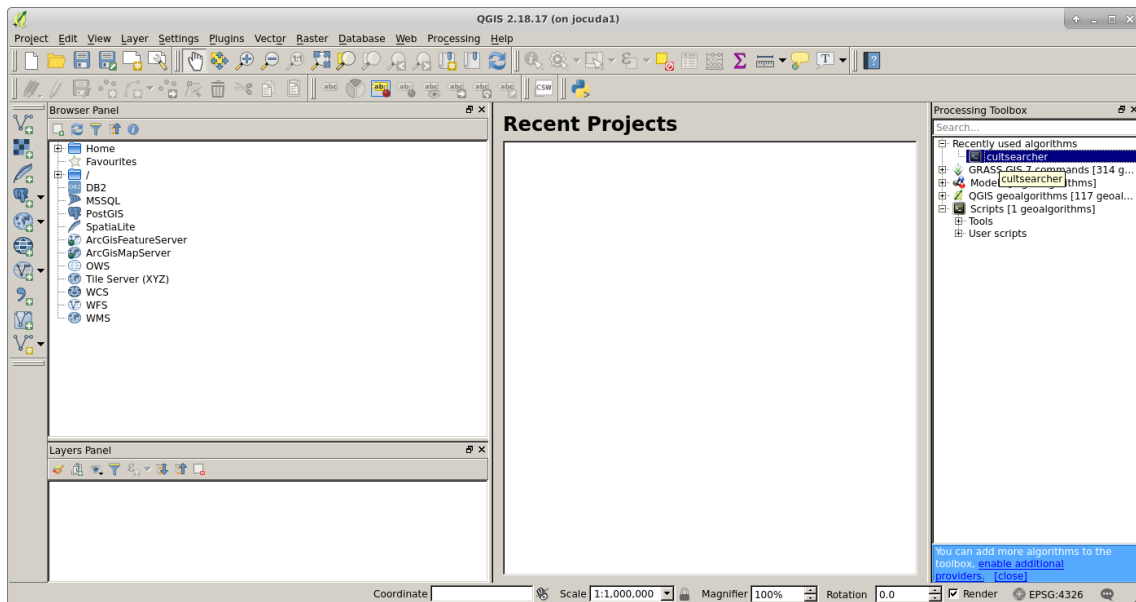 QGIS 2.18.17 (on jocuda1)
Project Edit View Layer Settings Plugins Vector Raster Database Web Processing Help
Browser Panel
Home
Favourites
/
DB2
MSSQL
PostGIS
SpatiaLite
ArcGisFeatureServer
ArcGisMapServer
OWS
Tile Server (XYZ)
WCS
WFS
WMS
Layers Panel
Recent Projects
CSW
Processing Toolbox
Search...
Recently used algorithms
cultsearcher
GRASS GIS 7 commands [314 g...
cultsearcher
QGIS geoalgorithms [117 geoal...
Scripts [1 geoalgorithms]
Tools
User scripts
You can add more algorithms to the
toolbox, enable additional
providers. [close]
Coordinate Scale 1:1,000,000 Magnifier 100% Rotation 0.0 Render EPSG:4326